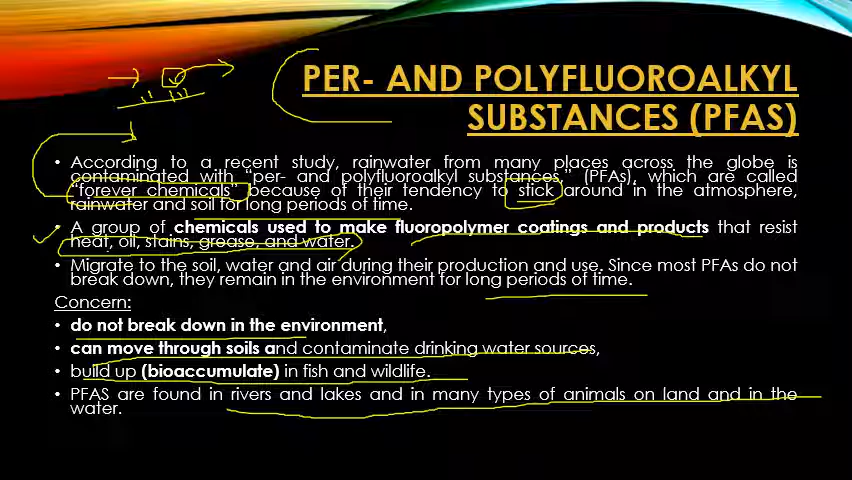 PER- AND POLYFLUOROALKYL
SUBSTANCES (PFAS)
• According to a recent study, rainwater from many places across the globe is
contaminated with “per- and polyfluoroalkyl substances,” (PFAs), which are called
“forever chemicals” because of their tendency to stick around in the atmosphere,
rainwater and soil for long periods of time.
• A group of chemicals used to make fluoropolymer coatings and products that resist
heat, oil, stains, grease, and water.
• Migrate to the soil, water and air during their production and use. Since most PFAs do not
break down, they remain in the environment for long periods of time.
Concern:
• do not break down in the environment,
• can move through soils and contaminate drinking water sources,
• build up (bioaccumulate) in fish and wildlife.
• PFAS are found in rivers and lakes and in many types of animals on land and in the
water.